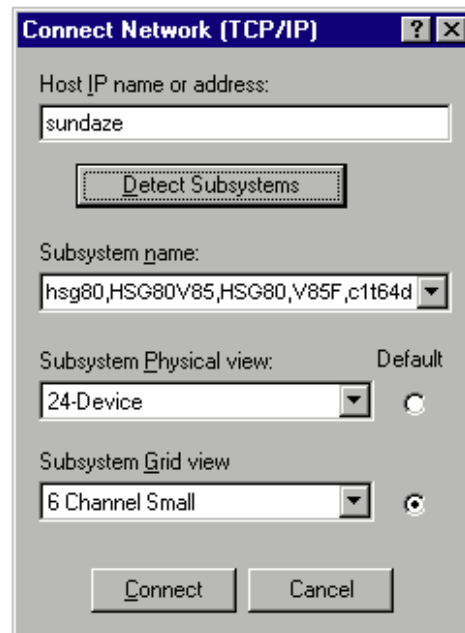 Connect Network (TCP/IP)
Host IP name or address:
sundaze
Detect Subsystems
Subsystem name:
hsg80,HSG80V85,HSG80,V85F,c1t64d
Subsystem Physical view: Default
24-Device
Subsystem Grid view
6 Channel Small
Connect Cancel